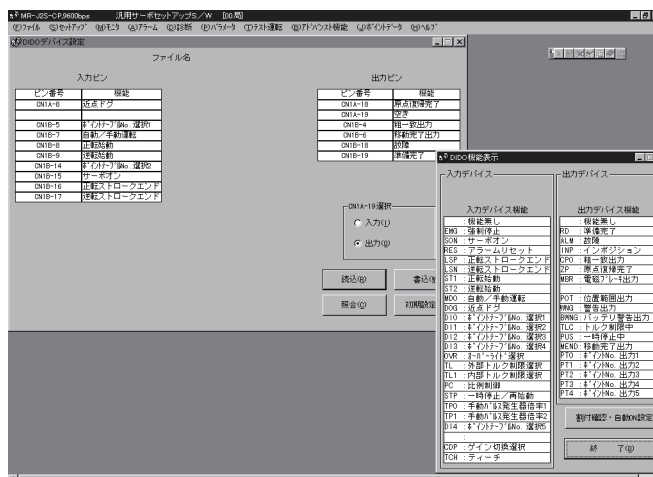 MR-J2S-CP,9600bps 汎用サーボセットアップS/W [00.局]
(F)ファイル (S)セットアップ (M)モニタ (A)アラーム (D)診断 (P)パラメータ (T)テスト運転 (B)アドバンスト機能 (J)ポイントデータ (H)ヘルプ
DIDOデバイス設定
ファイル名
入力ピン
ピン番号 機能
CN1A-8 近点ドグ
CN1B-5 ポイントテーブルNo. 選択1
CN1B-7 自動/手動運転
CN1B-8 正転始動
CN1B-9 逆転始動
CN1B-14 ポイントテーブルNo. 選択2
CN1B-15 サーボオン
CN1B-16 正転ストロークエンド
CN1B-17 逆転ストロークエンド
出力ピン
ピン番号 機能
CN1A-18 原点復帰完了
CN1A-19 空き
CN1B-4 粗一致出力
CN1B-6 移動完了出力
CN1B-18 故障
CN1B-19 準備完了
CN1A-19選択
入力(I)
出力(O)
読込(R) 書込(W
照合(C) 初期設定
DIDO機能表示
入力デバイス
入力デバイス機能
:機能無し
EMG :強制停止
SON :サーボオン
RES :アラームリセット
LSP :正転ストロークエンド
LSN :逆転ストロークエンド
ST1 :正転始動
ST2 :逆転始動
MDO :自動/手動運転
DOG :近点ドグ
DI0 :ポイントテーブルNo. 選択1
DI1 :ポイントテーブルNo. 選択2
DI2 :ポイントテーブルNo. 選択3
DI3 :ポイントテーブルNo. 選択4
OVR :オーバーライド選択
TL :外部トルク制限選択
TL1 :内部トルク制限選択
PC :比例制御
STP :一時停止/再始動
TP0 :手動パルス発生器倍率1
TP1 :手動パルス発生器倍率2
DI4 :ポイントテーブルNo. 選択5
:
CDP :ゲイン切換選択
TCH :ティーチ
出力デバイス
出力デバイス機能
:機能無し
RD :準備完了
ALM :故障
INP :インポジション
CPO :粗一致出力
ZP :原点復帰完了
MBR :電磁ブレーキ出力
:
POT :位置範囲出力
WNG :警告出力
BWNG:バッテリ警告出力
TLC :トルク制限中
PUS :一時停止中
MEND:移動完了出力
PT0 :ポイントNo. 出力1
PT1 :ポイントNo. 出力2
PT2 :ポイントNo. 出力3
PT3 :ポイントNo. 出力4
PT4 :ポイントNo. 出力5
割付確認・自動ON設定
終 了(Q)